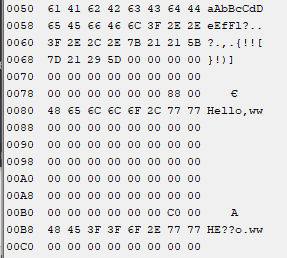 0050 61 41 62 42 63 43 64 44 aAbBcCdD
0058 65 45 66 46 6C 3F 2E 2E eEfFl?..
0060 3F 2E 2C 2E 7B 21 21 5B ?.,.{!![
0068 7D 21 29 5D 00 00 00 00 }!)]
0070 00 00 00 00 00 00 00 00
0078 00 00 00 00 00 00 88 00 €
0080 48 65 6C 6C 6F 2C 77 77 Hello,ww
0088 00 00 00 00 00 00 00 00
0090 00 00 00 00 00 00 00 00
0098 00 00 00 00 00 00 00 00
00A0 00 00 00 00 00 00 00 00
00A8 00 00 00 00 00 00 00 00
00B0 00 00 00 00 00 00 C0 00 А
00B8 48 45 3F 3F 6F 2E 77 77 HE??o.ww
00C0 00 00 00 00 00 00 00 00